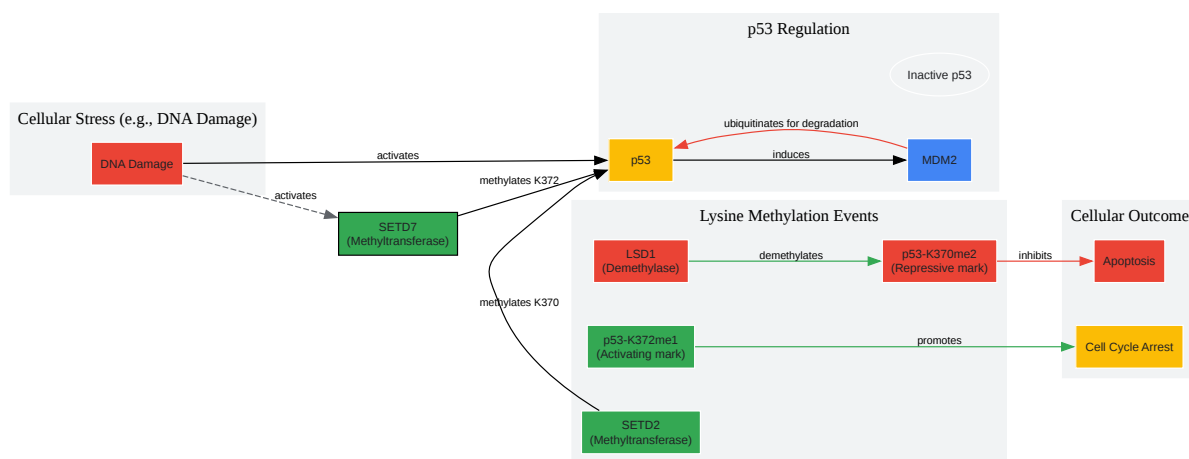 p53 Regulation
Inactive p53
Cellular Stress (e.g., DNA Damage)
DNA Damage
activates
activates
ubiquitinates for degradation
p53
induces
MDM2
methylates K372
SETD7
(Methyltransferase)
Lysine Methylation Events
LSD1
(Demethylase)
demethylates
p53-K370me2
(Repressive mark)
inhibits
methylates K370
p53-K372me1
(Activating mark)
promotes
SETD2
(Methyltransferase)
Cellular Outcome
Apoptosis
Cell Cycle Arrest